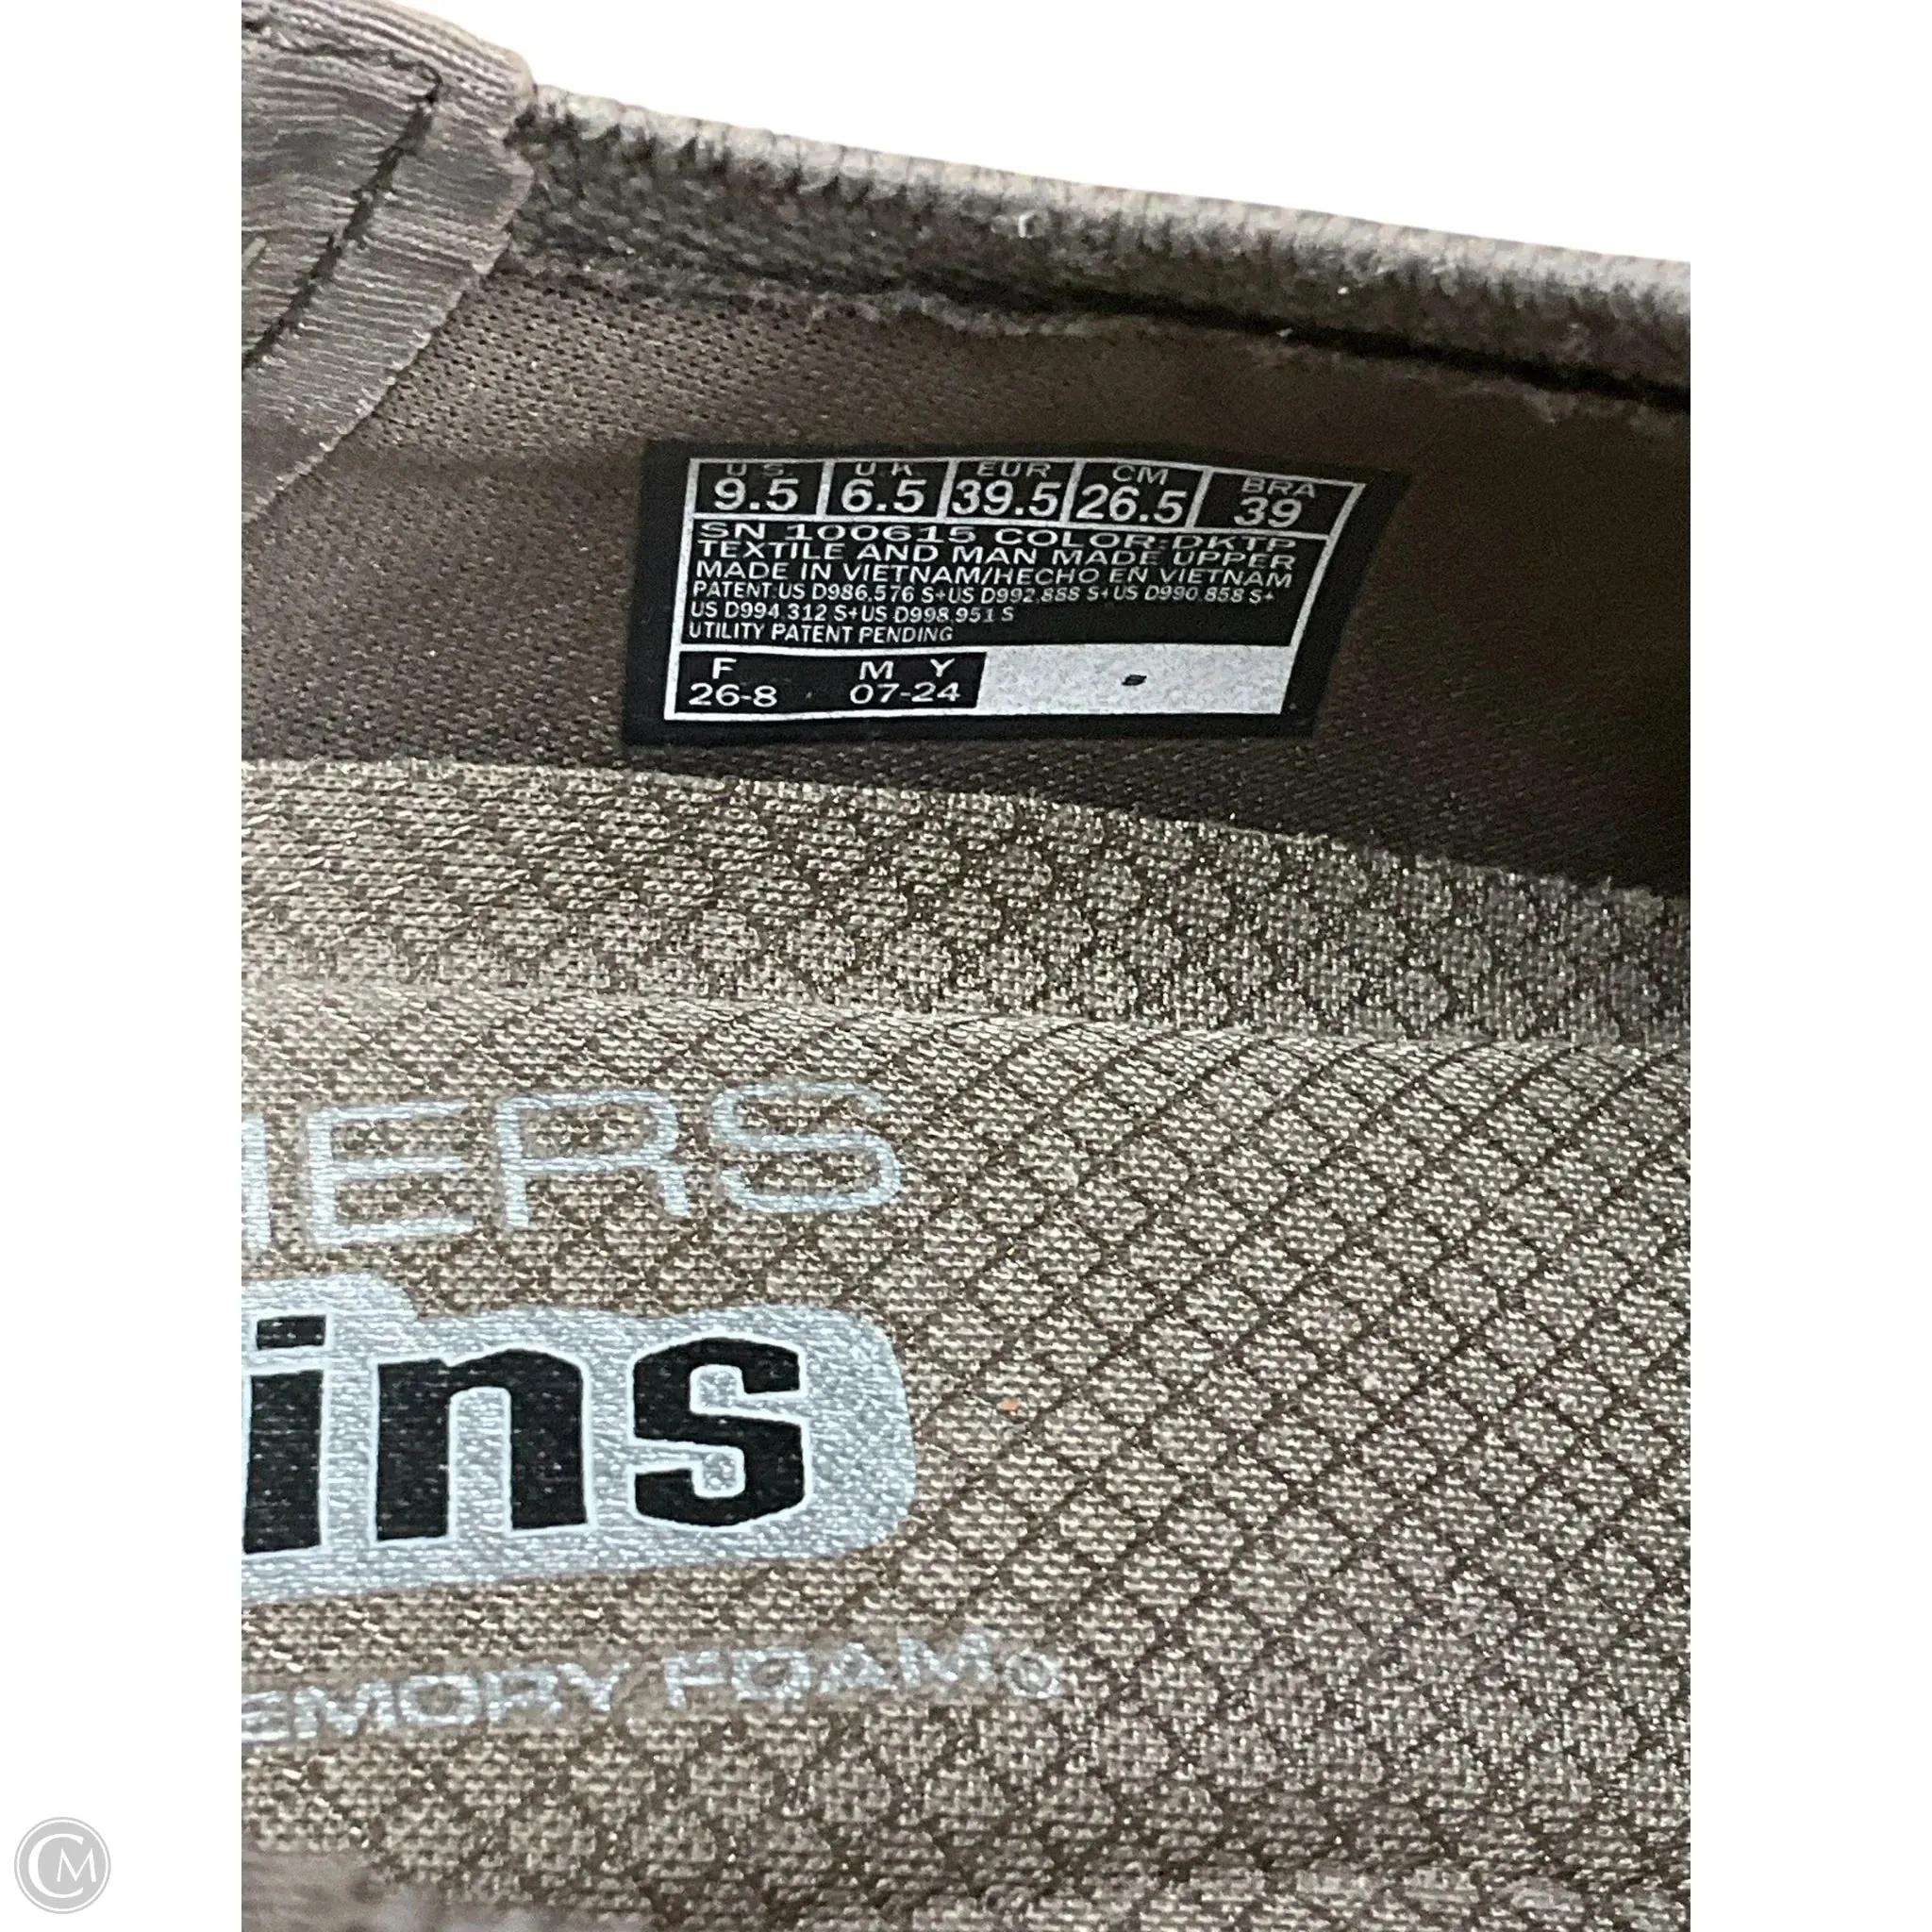 U.S. U.K. EUR CM BRA
9.5 6.5 39.5 26.5 39
SN 100615 COLOR:DKTP
TEXTILE AND MAN MADE UPPER
MADE IN VIETNAM/HECHO EN VIETNAM
PATENT:US D986,576 S+US D992,888 S+US D990,858 S+
US D994,312 S+US D998,951 S
UTILITY PATENT PENDING
F M Y
26-8 07-24
HERS
ins
EMORY FOAM®
CM